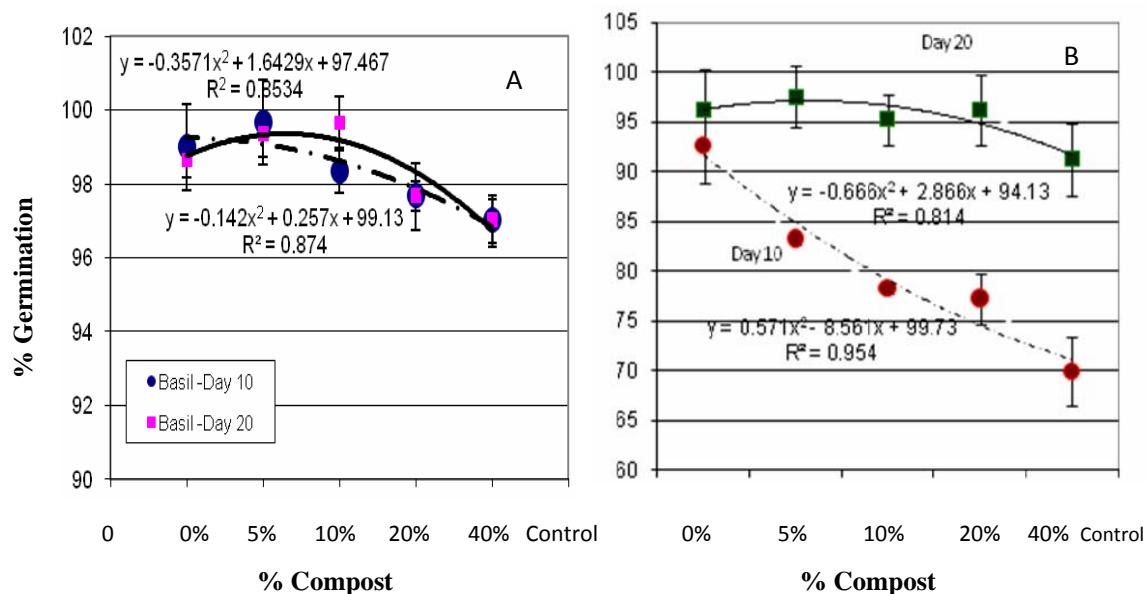 102
100
98
96
94
92
90
% Germination
y = -0.3571x² + 1.6429x + 97.467
R² = 0.8534
A
y = -0.142x² + 0.257x + 99.13
R² = 0.874
Basil -Day 10
Basil -Day 20
0 0% 5% 10% 20% 40% Control
% Compost
105
100
95
90
85
80
75
70
65
60
Day 20
B
y = -0.666x² + 2.866x + 94.13
R² = 0.814
Day 10
y = 0.571x² - 8.561x + 99.73
R² = 0.954
0% 5% 10% 20% 40% Control
% Compost